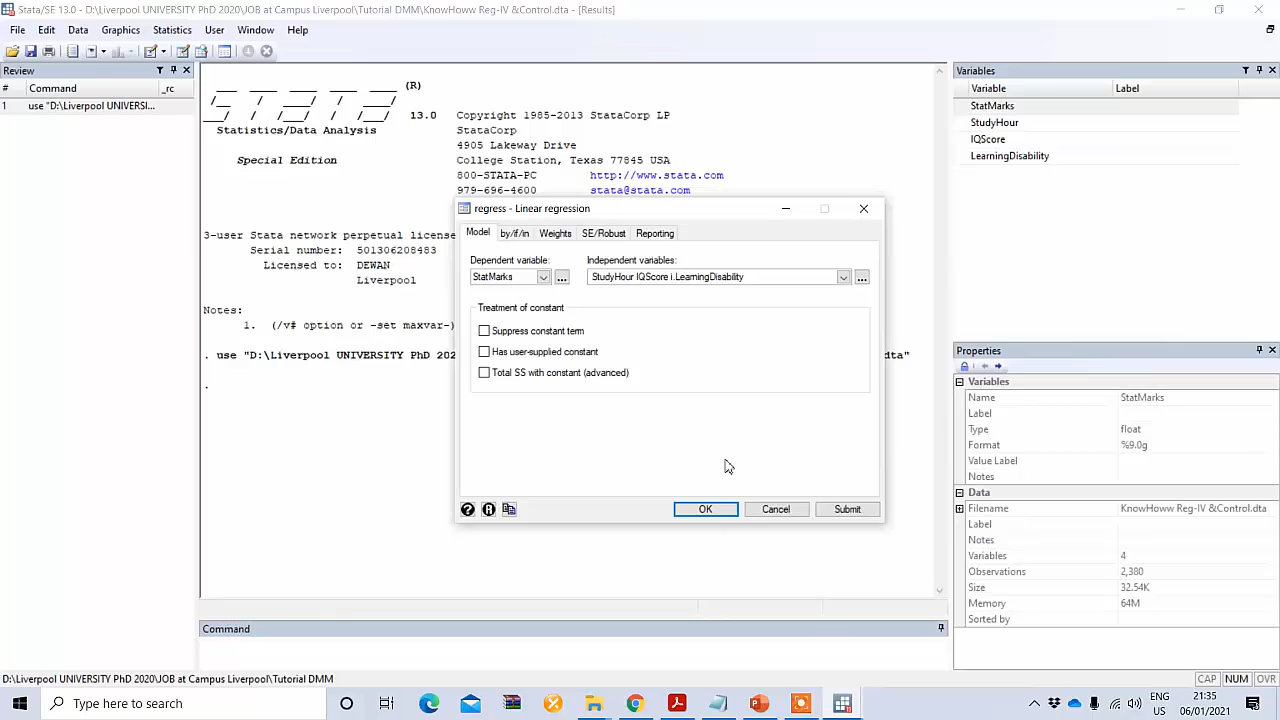 Stata/SE 13.0 - D:\Liverpool UNIVERSITY PhD 2020\JOB at Campus Liverpool\Tutorial DMM\KnowHoww Reg-IV &Control.dta - [Results]
File Edit Data Graphics Statistics User Window Help
Review
# Command _rc
1 use "D:\Liverpool UNIVERSI...
(R)
13.0 Copyright 1985-2013 StataCorp LP
Statistics/Data Analysis StataCorp
4905 Lakeway Drive
Special Edition College Station, Texas 77845 USA
800-STATA-PC http://www.stata.com
979-696-4600 stata@stata.com
3-user Stata network perpetual license
Serial number: 501306208483
Licensed to: DEWAN
Liverpool
Notes:
1. (/v# option or -set maxvar-)
. use "D:\Liverpool UNIVERSITY PhD 202
dta"
.
regress - Linear regression
Model by/if/in Weights SE/Robust Reporting
Dependent variable: Independent variables:
StatMarks ... StudyHour IQScore i.LearningDisability ...
Treatment of constant
Suppress constant term
Has user-supplied constant
Total SS with constant (advanced)
? R OK Cancel Submit
Variables
Variable Label
StatMarks
StudyHour
IQScore
LearningDisability
Properties
Variables
Name StatMarks
Label
Type float
Format %9.0g
Value Label
Notes
Data
Filename KnowHoww Reg-IV &Control.dta
Label
Notes
Variables 4
Observations 2,380
Size 32.54K
Memory 64M
Sorted by
Command
D:\Liverpool UNIVERSITY PhD 2020\JOB at Campus Liverpool\Tutorial DMM
CAP NUM OVR
Type here to search
ENG
US
21:35
06/01/2021